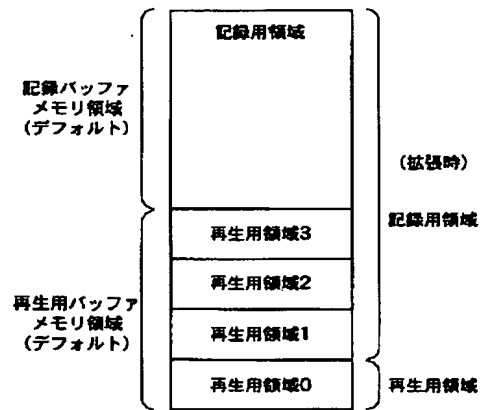 記録用領域
記録バッファ
メモリ領域
(デフォルト)
(拡張時)
記録用領域
再生用領域3
再生用領域2
再生用領域1
再生用領域0
再生用バッファ
メモリ領域
(デフォルト)
再生用領域